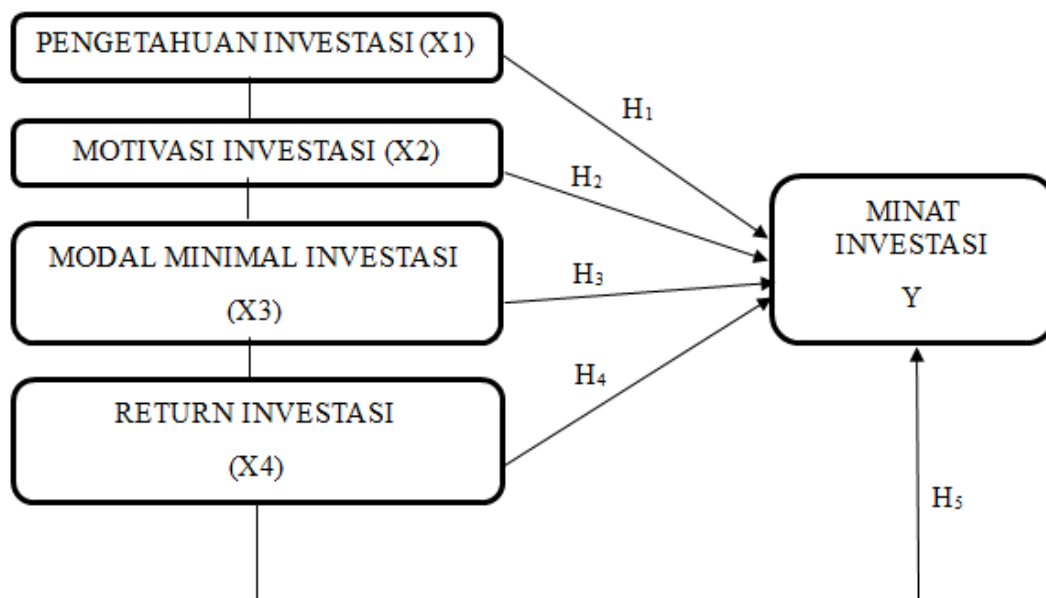 PENGETAHUAN INVESTASI (X1)
H₁
MOTIVASI INVESTASI (X2)
H₂
MINAT
INVESTASI
Y
MODAL MINIMAL INVESTASI
(X3)
H₃
H₄
RETURN INVESTASI
(X4)
H₅